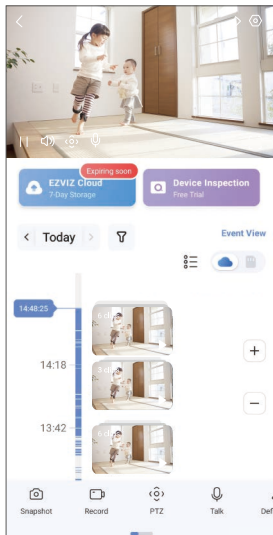 Expiring soon
EZVIZ Cloud
7-Day Storage
Device Inspection
Free Trial
Today
Event View
14:48:25
14:18
13:42
Snapshot
Record
PTZ
Talk